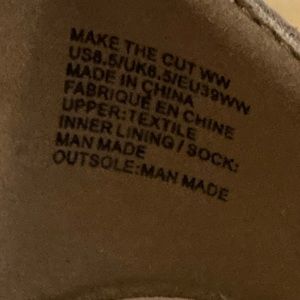 MAKE THE CUT WW
US8.5/UK6.5/EU39WW
MADE IN CHINA
FABRIQUÉ EN CHINE
UPPER:TEXTILE
INNER LINING / SOCK:
MAN MADE
OUTSOLE:MAN MADE